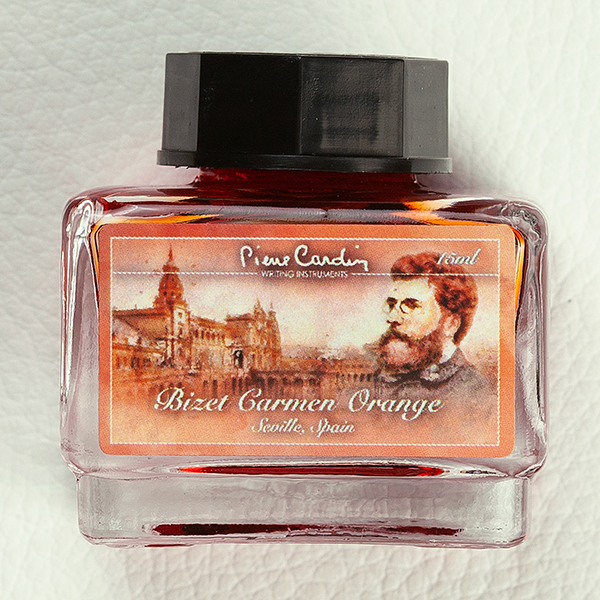 Pierre Cardin 15ml
WRITING INSTRUMENTS
Bizet Carmen Orange
Seville, Spain